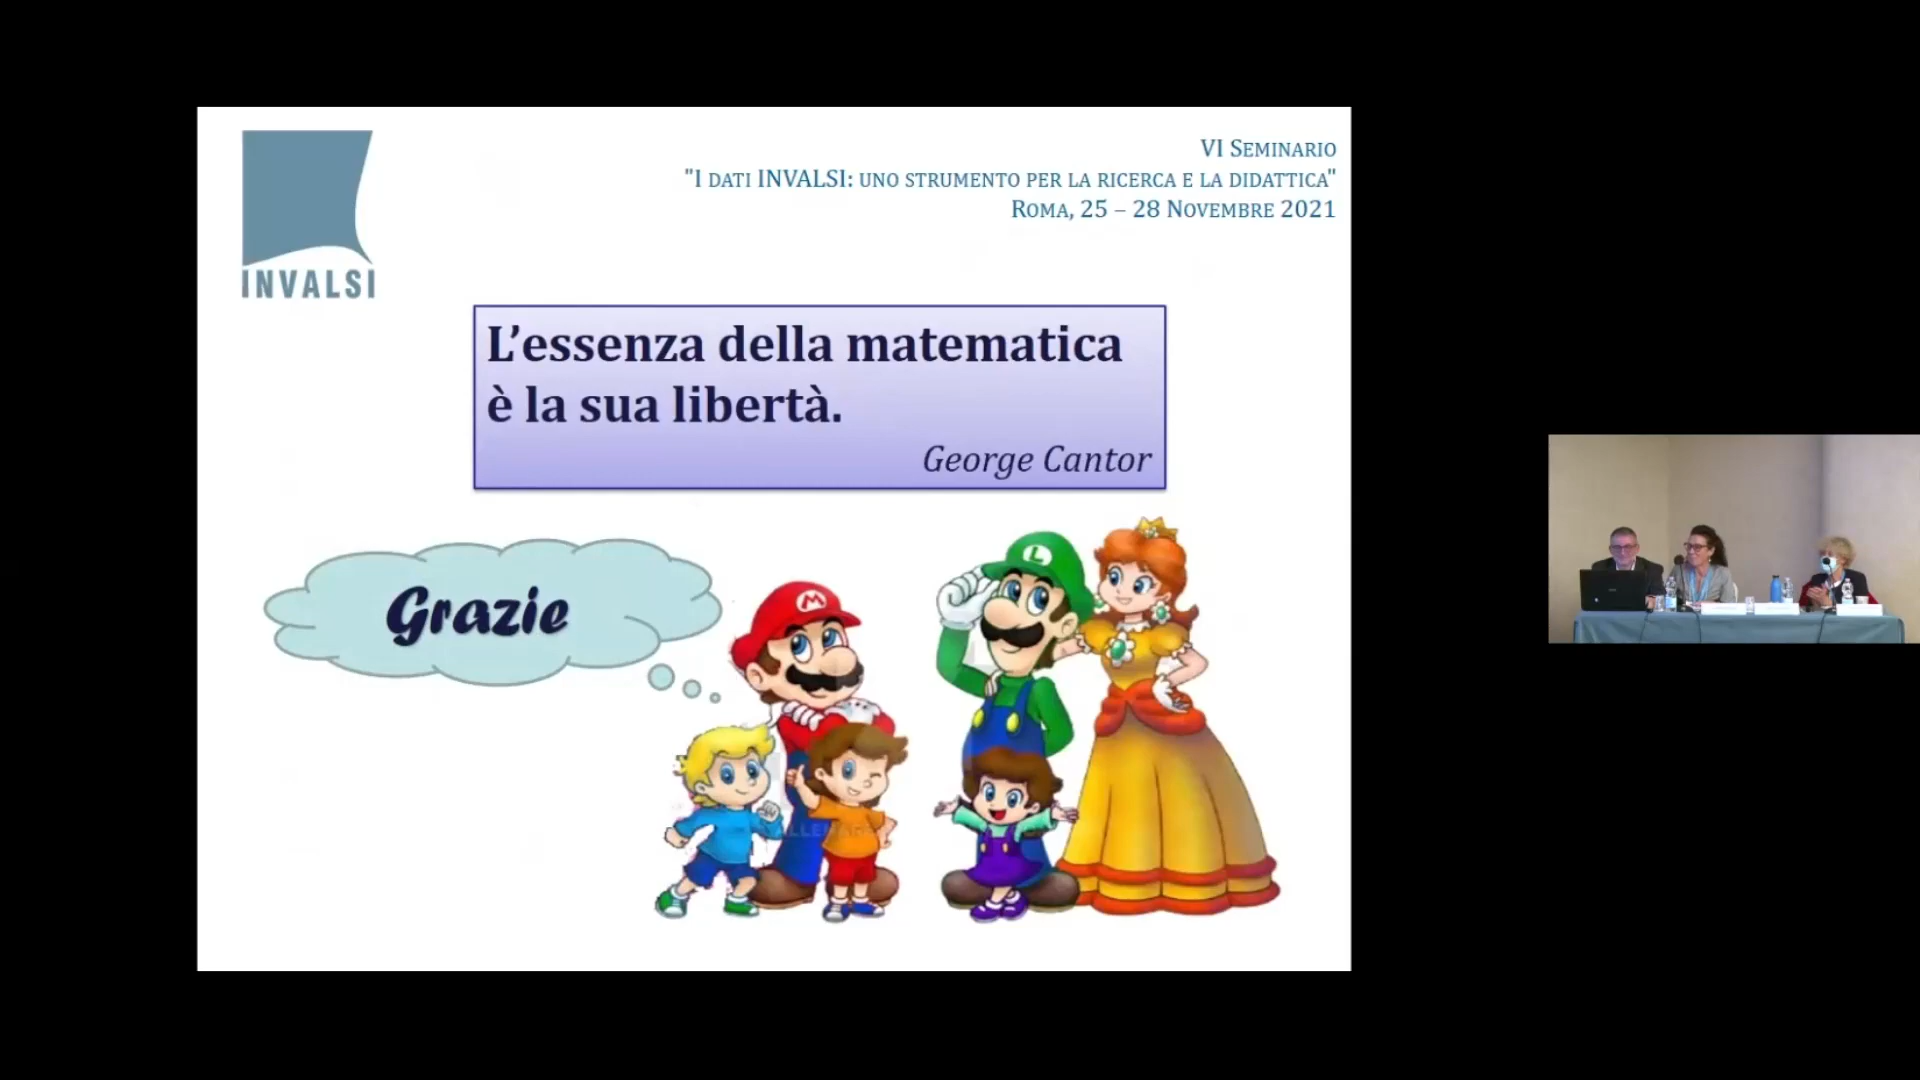 INVALSI
VI SEMINARIO
"I DATI INVALSI: UNO STRUMENTO PER LA RICERCA E LA DIDATTICA"
ROMA, 25 – 28 NOVEMBRE 2021
L’essenza della matematica
è la sua libertà.
George Cantor
Grazie
M
L